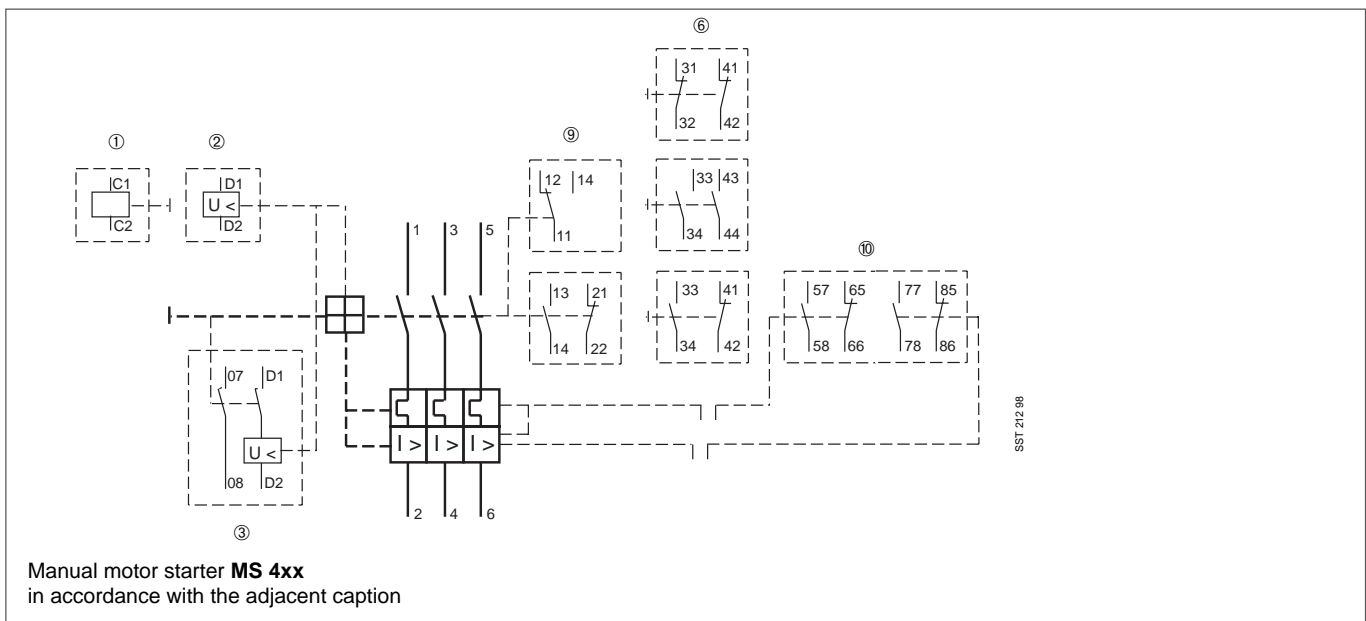 ⑥
31 41
32 42
① ② ⑨
C1 D1 12 14 33 43
U <
C2 D2 11 34 44
1 3 5
⑩
13 21 33 41 57 65 77 85
14 22 34 42 58 66 78 86
07 D1
U <
08 D2
I > I > I >
2 4 6
③
SST 212 98
Manual motor starter MS 4xx
in accordance with the adjacent caption